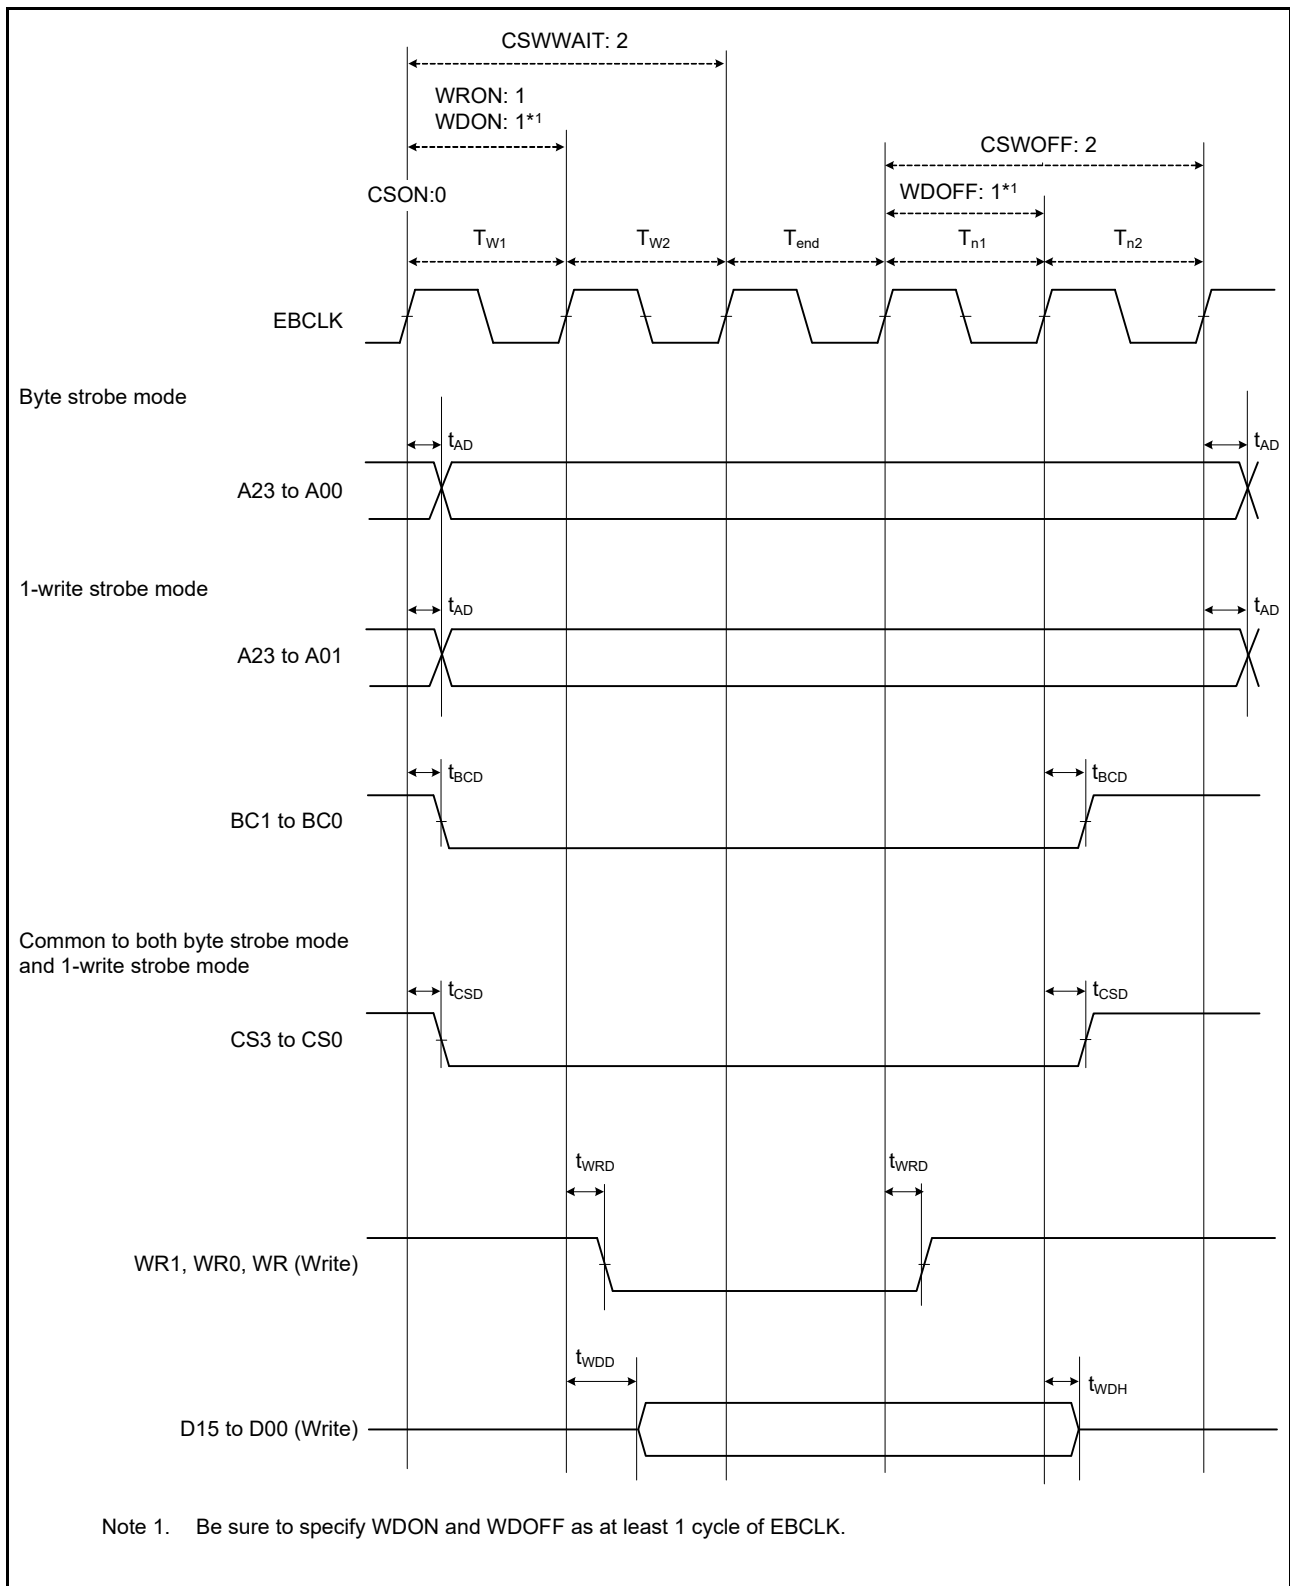 CSWWAIT: 2
WRON: 1
WDON: 1*1
CSWOFF: 2
WDOFF: 1*1
CSON:0
TW1 TW2 Tend Tn1 Tn2
EBCLK
Byte strobe mode
tAD tAD
A23 to A00
1-write strobe mode
tAD tAD
A23 to A01
tBCD tBCD
BC1 to BC0
Common to both byte strobe mode
and 1-write strobe mode
tCSD tCSD
CS3 to CS0
tWRD tWRD
WR1, WR0, WR (Write)
tWDD tWDH
D15 to D00 (Write)
Note 1. Be sure to specify WDON and WDOFF as at least 1 cycle of EBCLK.